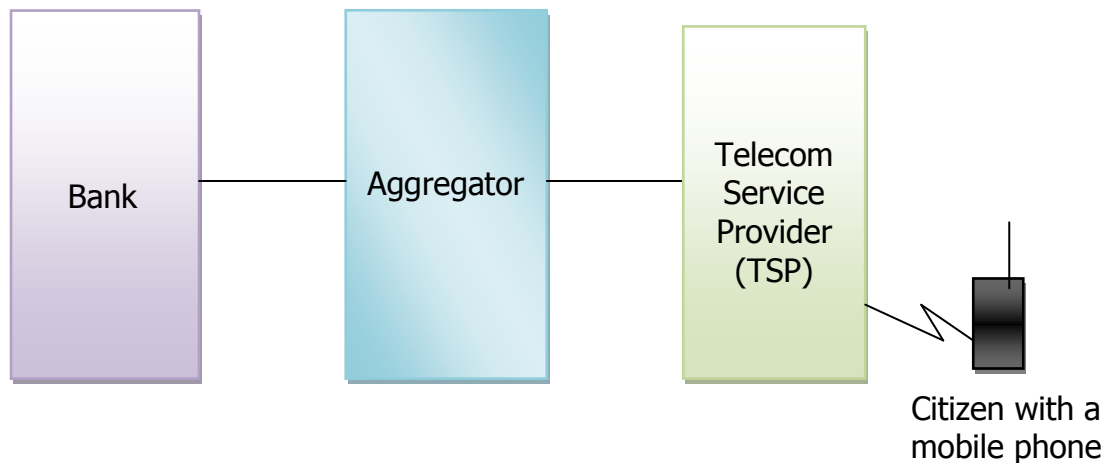 Bank
Aggregator
Telecom
Service
Provider
(TSP)
Citizen with a
mobile phone